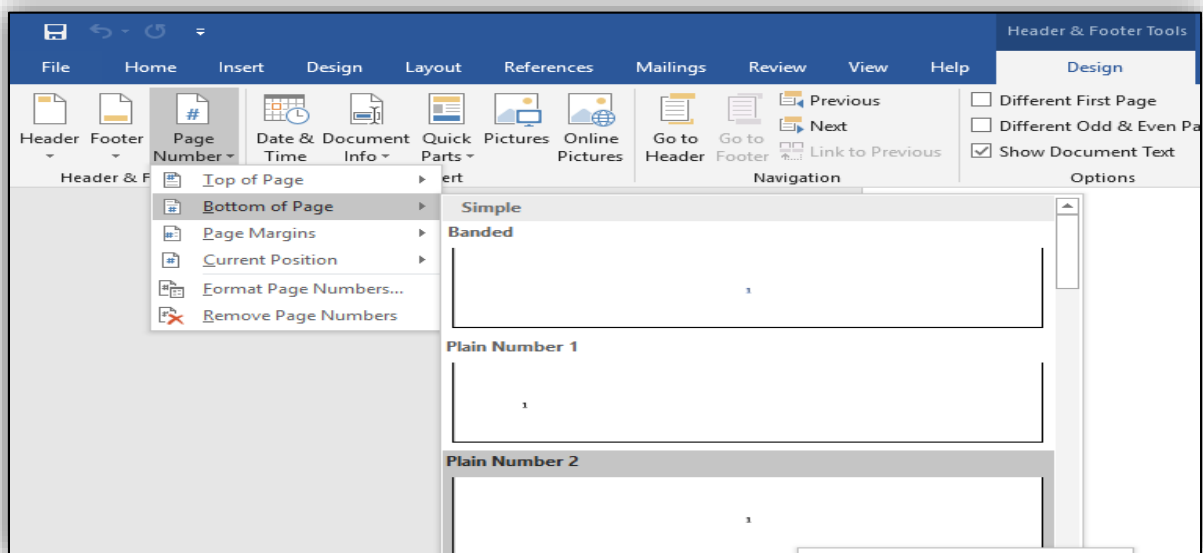 Header & Footer Tools
File Home Insert Design Layout References Mailings Review View Help Design
Header Footer Page Number Date & Time Document Info Quick Parts Pictures Online Pictures Go to Header Go to Footer Previous Next Link to Previous Different First Page Different Odd & Even Pa Show Document Text
Header & F ert Navigation Options
Top of Page
Bottom of Page
Page Margins
Current Position
Format Page Numbers...
Remove Page Numbers
Simple
Banded
1
Plain Number 1
1
Plain Number 2
1